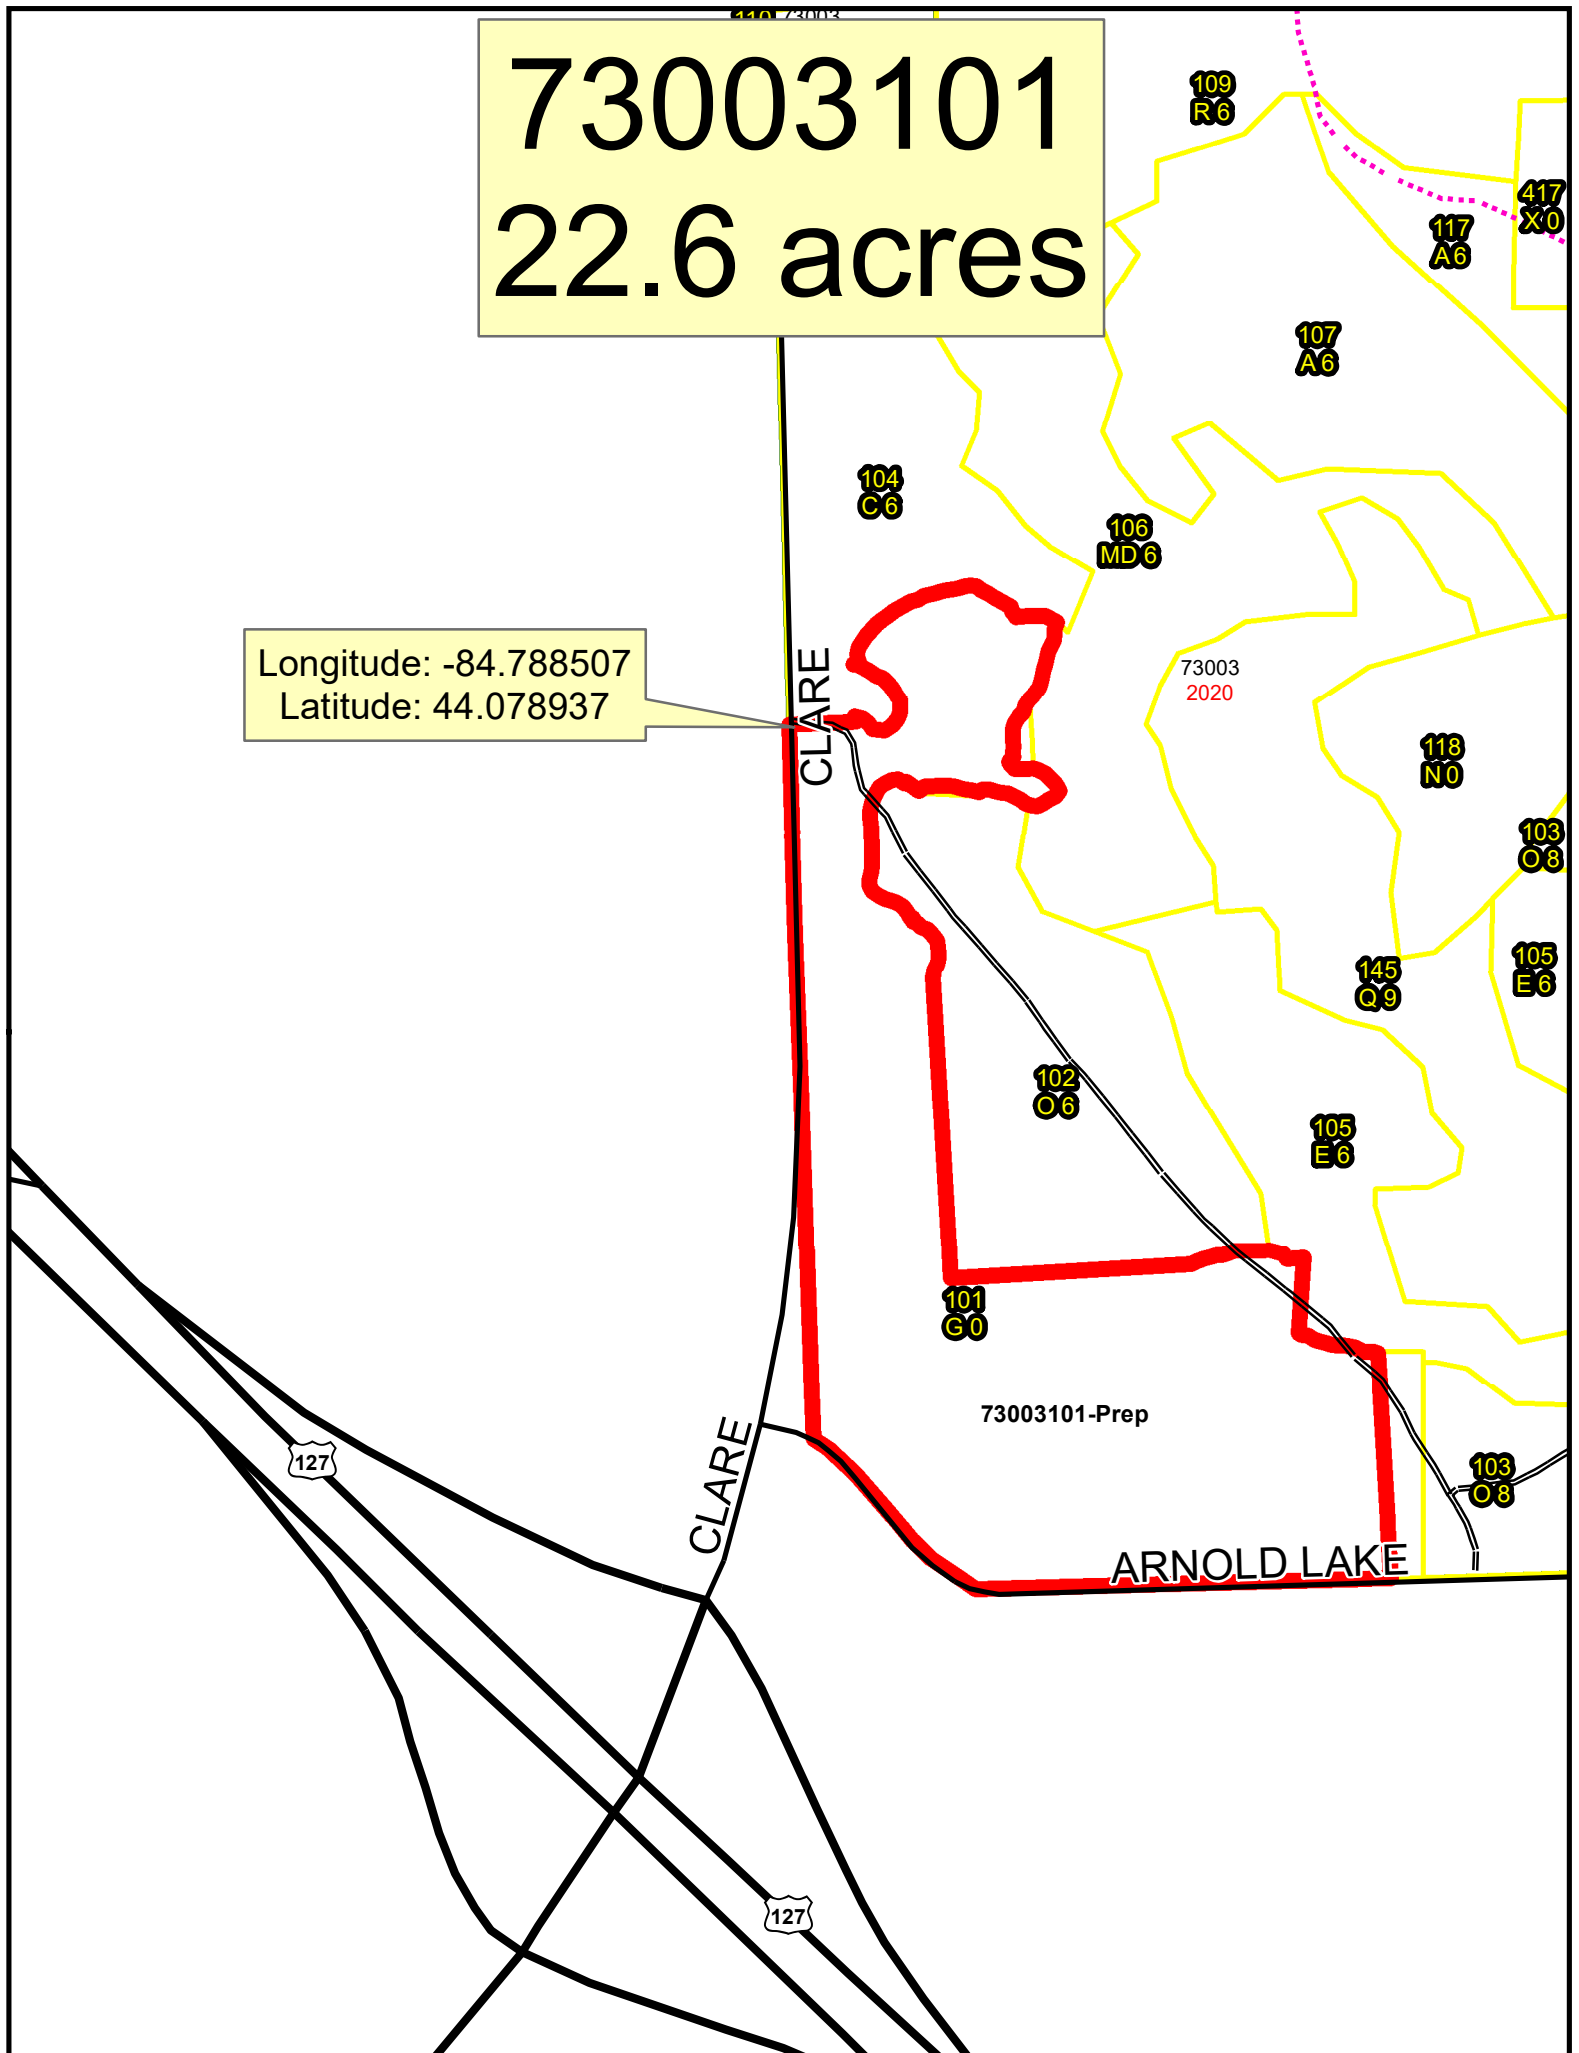 110 73003
73003101
22.6 acres
109
R 6
417
X 0
117
A 6
107
A 6
104
C 6
106
MD 6
Longitude: -84.788507
Latitude: 44.078937
CLARE
73003
2020
118
N 0
103
O 8
105
E 6
145
Q 9
102
O 6
105
E 6
101
G 0
73003101-Prep
CLARE
127
103
O 8
ARNOLD LAKE
127